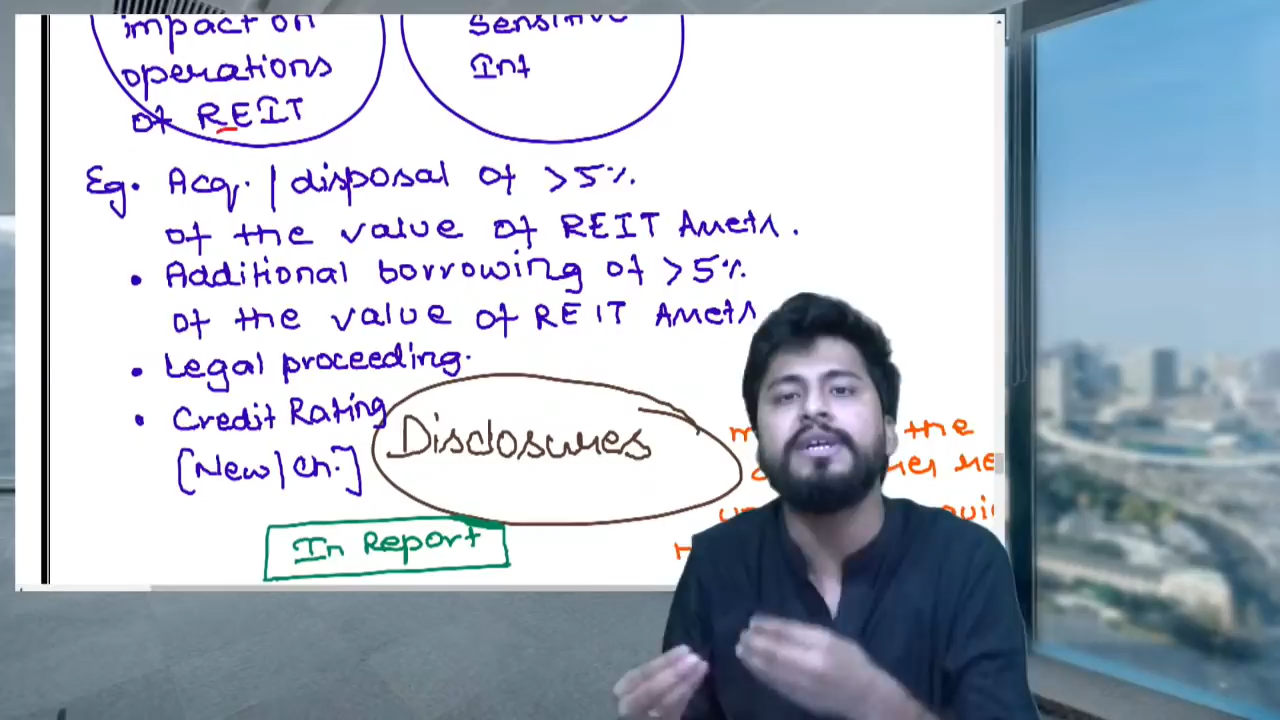 impact on
operations
of REIT
Sensitive
Inf
Eg. Acq. | disposal of >5%
of the value of REIT Assets.
• Additional borrowing of >5%
of the value of REIT Assets
• Legal proceeding.
• Credit Rating
[New | Ch.]
Disclosures
the
In Report